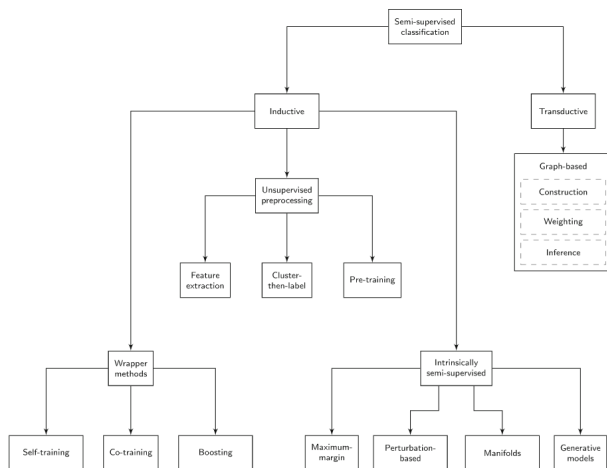 Semi-supervised
classification
Inductive
Transductive
Graph-based
Construction
Weighting
Inference
Unsupervised
preprocessing
Feature
extraction
Cluster-
then-label
Pre-training
Wrapper
methods
Intrinsically
semi-supervised
Self-training
Co-training
Boosting
Maximum-
margin
Perturbation-
based
Manifolds
Generative
models